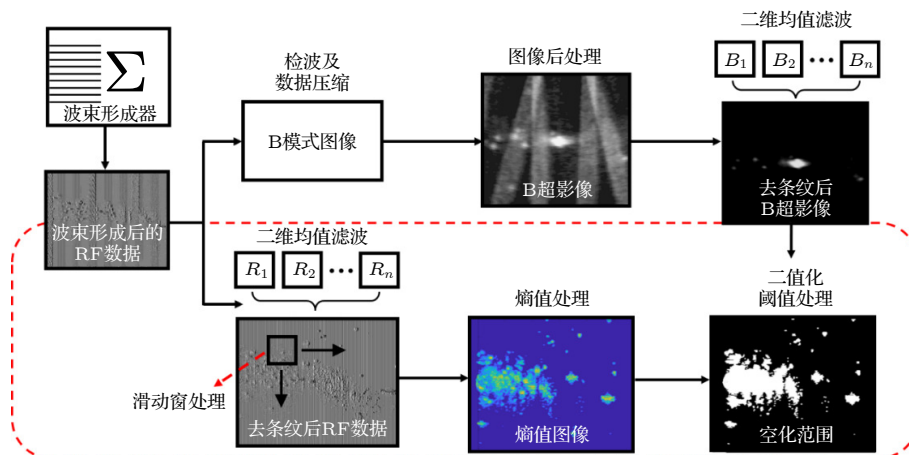 二维均值滤波
B1 B2 ··· Bn
检波及
数据压缩
图像后处理
Σ
波束形成器
B模式图像
B超影像
去条纹后
B超影像
波束形成后的
RF数据
二维均值滤波
R1 R2 ··· Rn
熵值处理
二值化
阈值处理
滑动窗处理
去条纹后RF数据
熵值图像
空化范围